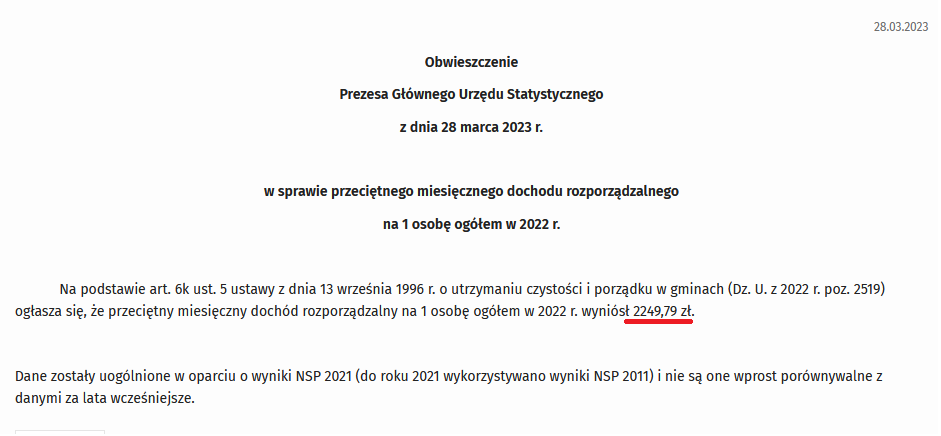 28.03.2023
Obwieszczenie
Prezesa Głównego Urzędu Statystycznego
z dnia 28 marca 2023 r.
w sprawie przeciętnego miesięcznego dochodu rozporządzalnego
na 1 osobę ogółem w 2022 r.
Na podstawie art. 6k ust. 5 ustawy z dnia 13 września 1996 r. o utrzymaniu czystości i porządku w gminach (Dz. U. z 2022 r. poz. 2519)
ogłasza się, że przeciętny miesięczny dochód rozporządzalny na 1 osobę ogółem w 2022 r. wyniósł 2249,79 zł.
Dane zostały uogólnione w oparciu o wyniki NSP 2021 (do roku 2021 wykorzystywano wyniki NSP 2011) i nie są one wprost porównywalne z
danymi za lata wcześniejsze.